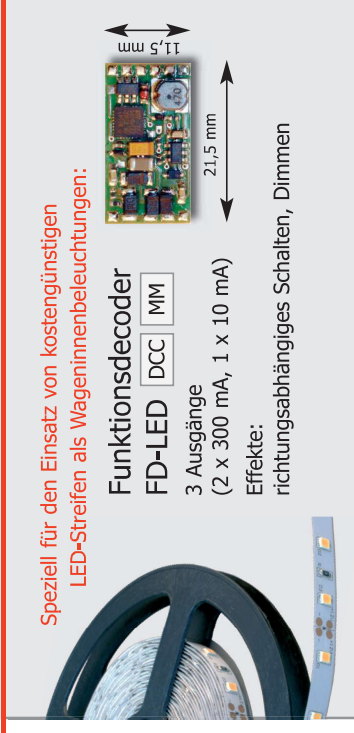 Speziell für den Einsatz von kostengünstigen
LED-Streifen als Wageninnenbeleuchtungen:
Funktionsdecoder
FD-LED DCC MM
3 Ausgänge
(2 x 300 mA, 1 x 10 mA)
Effekte:
richtungsabhängiges Schalten, Dimmen
21,5 mm
11,5 mm
470